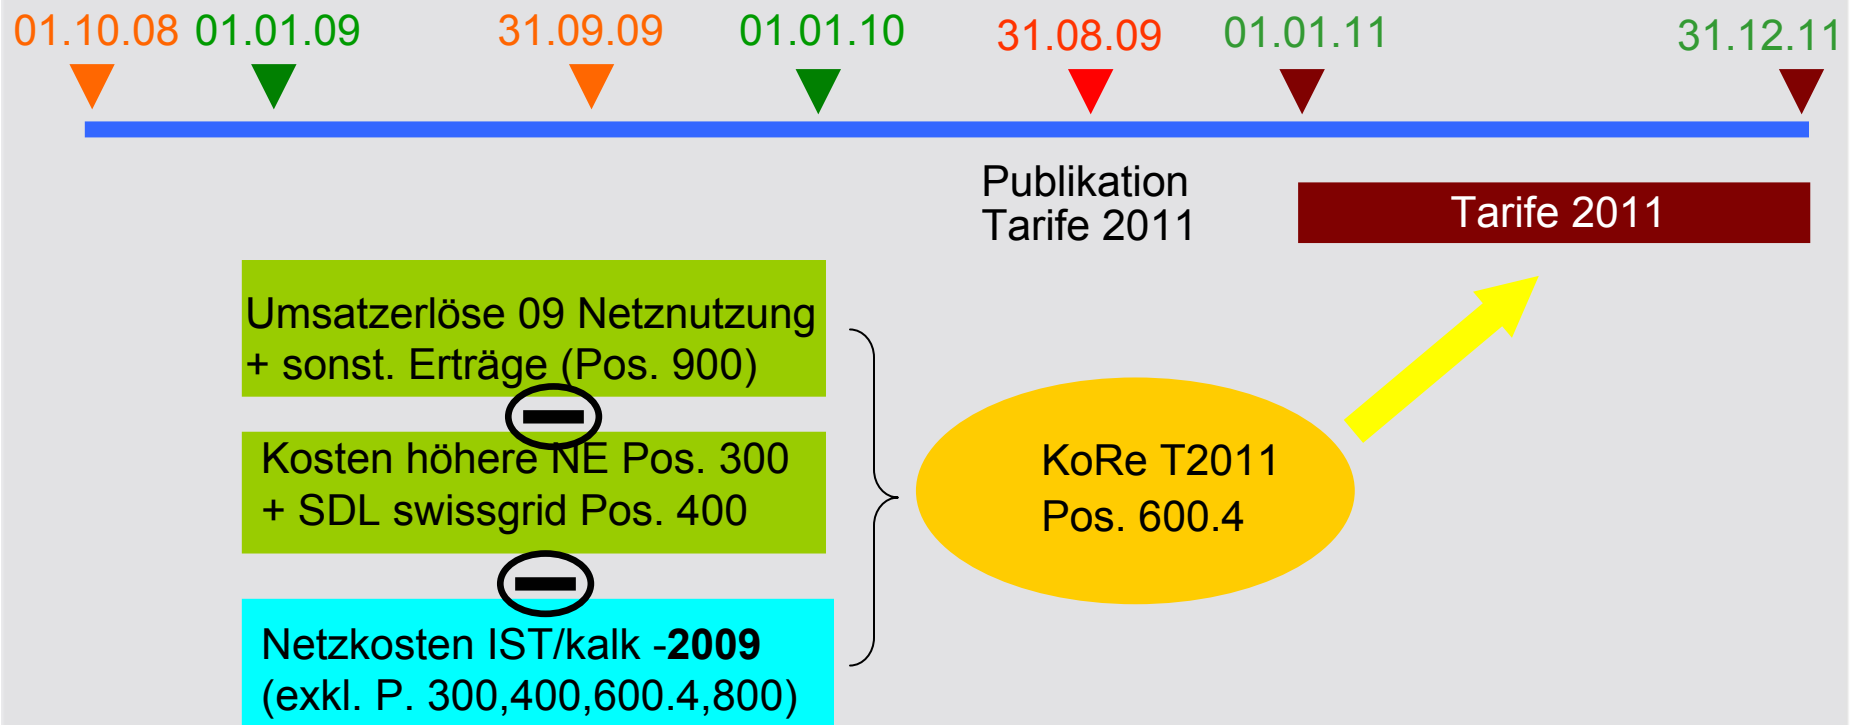 01.10.08 01.01.09 31.09.09 01.01.10 31.08.09 01.01.11 31.12.11
Publikation
Tarife 2011
Tarife 2011
Umsatzerlöse 09 Netznutzung
+ sonst. Erträge (Pos. 900)
Kosten höhere NE Pos. 300
+ SDL swissgrid Pos. 400
Netzkosten IST/kalk -2009
(exkl. P. 300,400,600.4,800)
KoRe T2011
Pos. 600.4